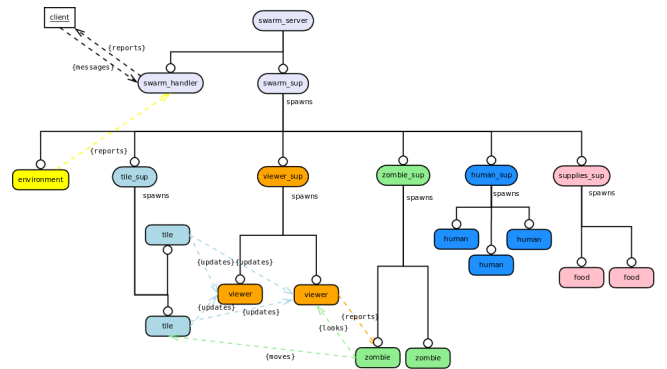 client
swarm_server
{reports}
{messages}
swarm_handler
swarm_sup
spawns
{reports}
environment
tile_sup
viewer_sup
zombie_sup
human_sup
supplies_sup
spawns
spawns
spawns
spawns
spawns
tile
human
human
{updates}
{updates}
human
food
food
viewer
viewer
{updates}
{updates}
{reports}
tile
{looks}
{moves}
zombie
zombie